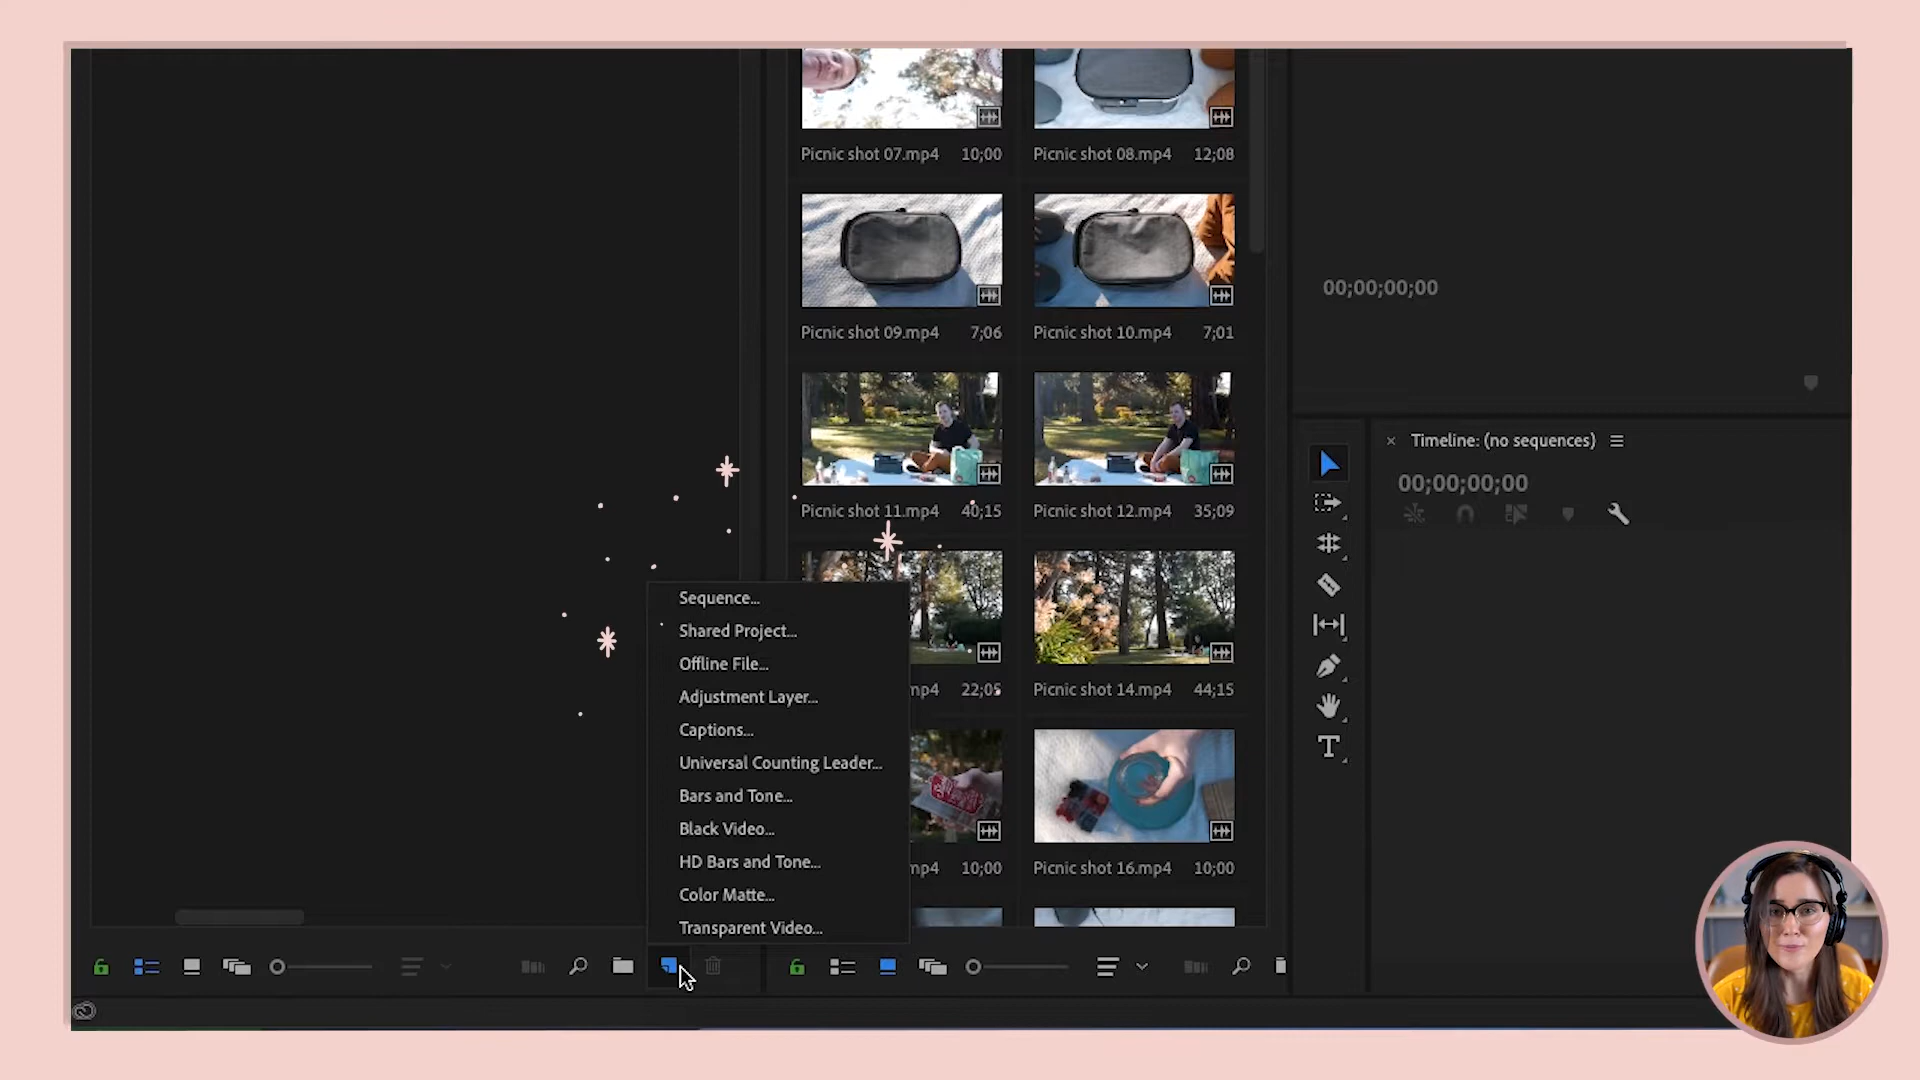 Picnic shot 07.mp4 10;00
Picnic shot 08.mp4 12;08
00;00;00;00
Picnic shot 09.mp4 7;06
Picnic shot 10.mp4 7;01
Timeline: (no sequences)
00;00;00;00
Picnic shot 11.mp4 40;15
Picnic shot 12.mp4 35;09
Sequence...
Shared Project...
Offline File...
Adjustment Layer...
Captions...
Universal Counting Leader...
Bars and Tone...
Black Video...
HD Bars and Tone...
Color Matte...
Transparent Video...
mp4 22;05
Picnic shot 14.mp4 44;15
mp4 10;00
Picnic shot 16.mp4 10;00